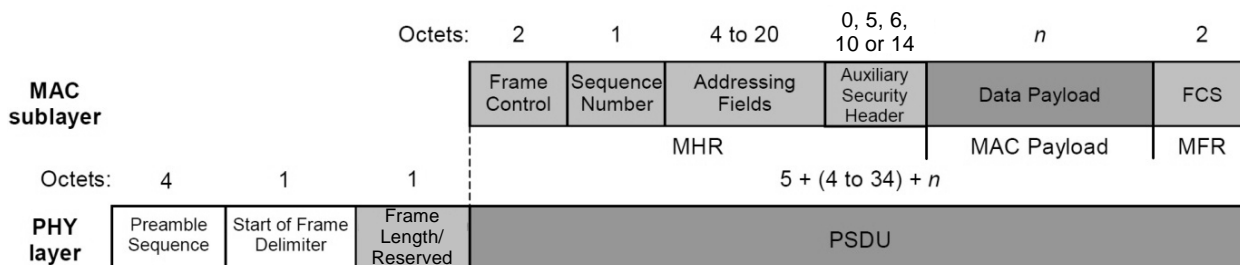 Octets: 2 1 4 to 20 0, 5, 6, 10 or 14 n 2
MAC sublayer
Frame Control
Sequence Number
Addressing Fields
Auxiliary Security Header
Data Payload
FCS
MHR MAC Payload MFR
Octets: 4 1 1 5 + (4 to 34) + n
PHY layer
Preamble Sequence
Start of Frame Delimiter
Frame Length/ Reserved
PSDU